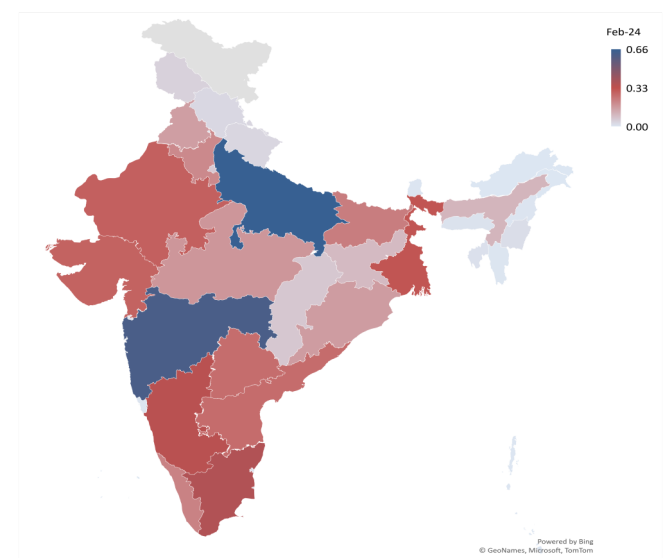 Feb-24
0.66
0.33
0.00
Powered by Bing
© GeoNames, Microsoft, TomTom